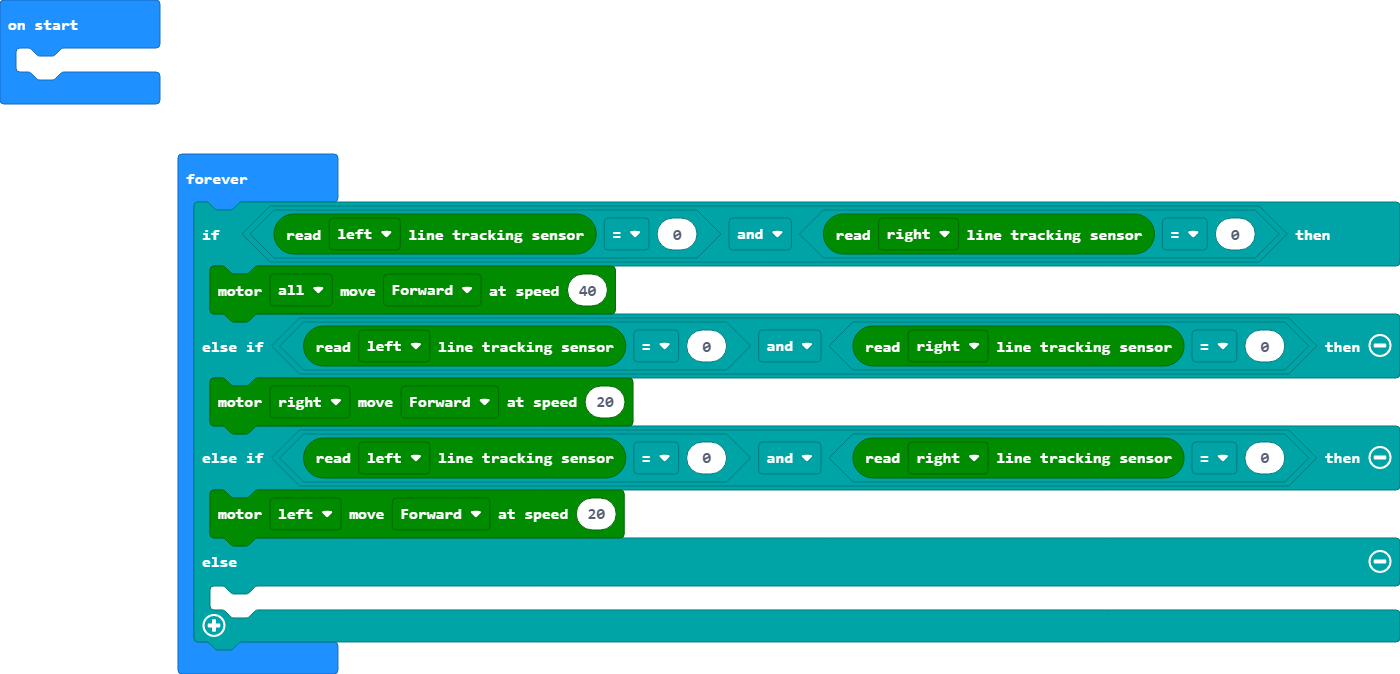 on start
forever
if read left line tracking sensor = 0 and read right line tracking sensor = 0 then
motor all move Forward at speed 40
else if read left line tracking sensor = 0 and read right line tracking sensor = 0 then
motor right move Forward at speed 20
else if read left line tracking sensor = 0 and read right line tracking sensor = 0 then
motor left move Forward at speed 20
else